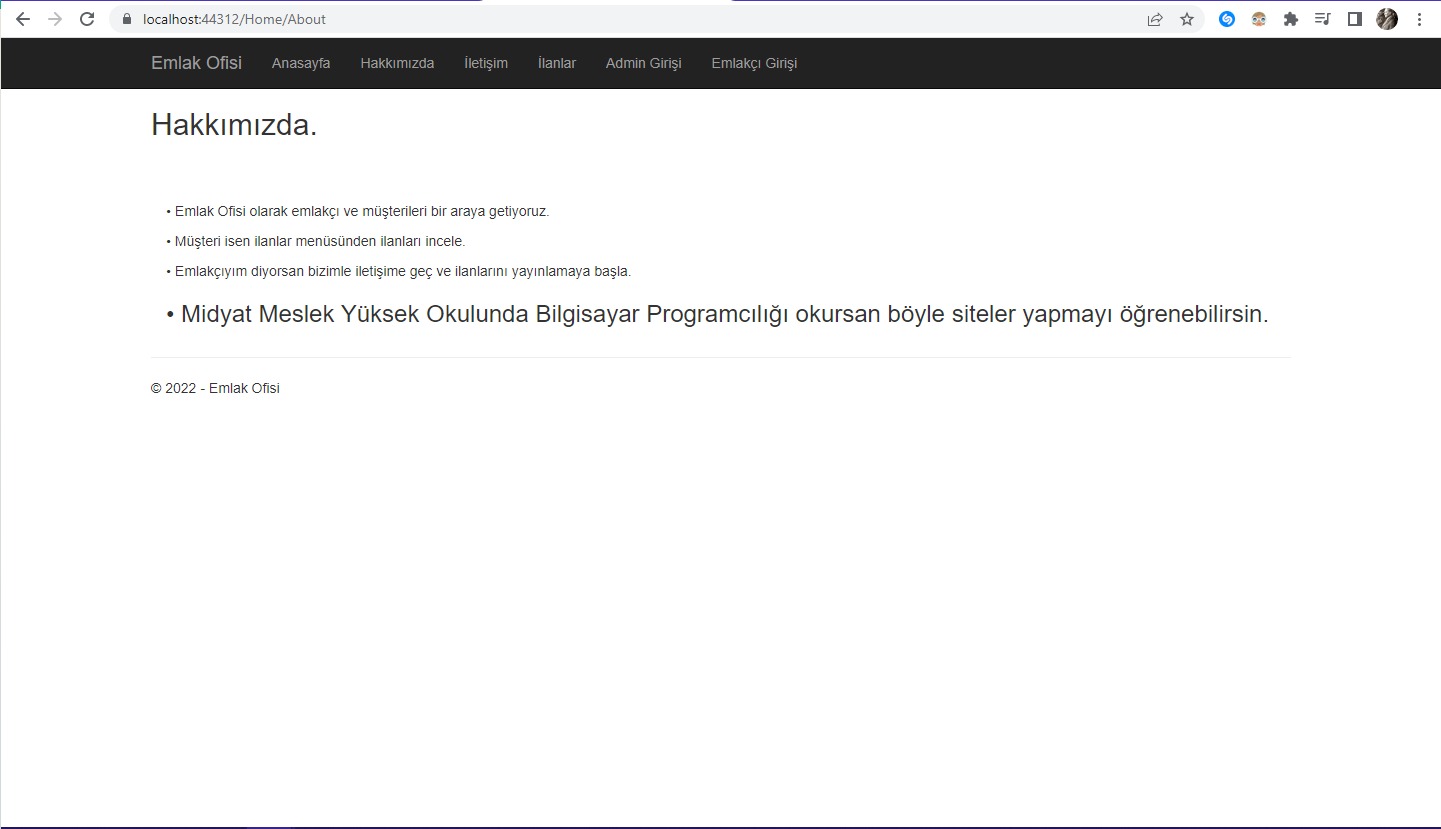 localhost:44312/Home/About
Emlak Ofisi Anasayfa Hakkımızda İletişim İlanlar Admin Girişi Emlakçı Girişi
Hakkımızda.
• Emlak Ofisi olarak emlakçı ve müşterileri bir araya getiyoruz.
• Müşteri isen ilanlar menüsünden ilanları incele.
• Emlakçıyım diyorsan bizimle iletişime geç ve ilanlarını yayınlamaya başla.
• Midyat Meslek Yüksek Okulunda Bilgisayar Programcılığı okursan böyle siteler yapmayı öğrenebilirsin.
© 2022 - Emlak Ofisi